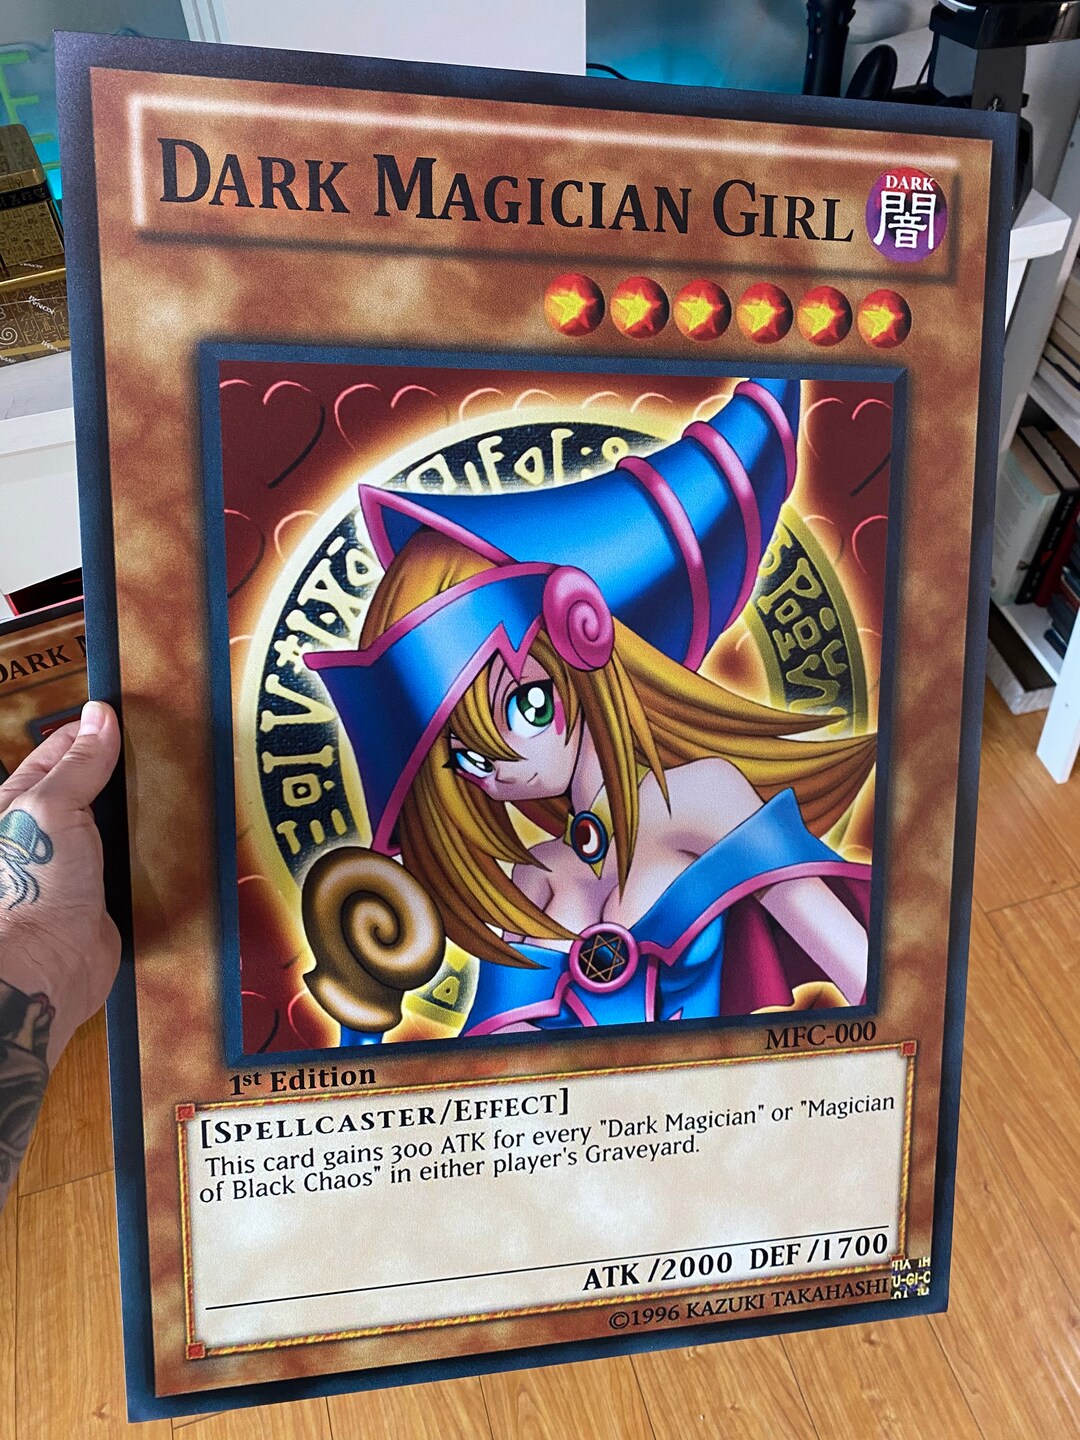 DARK MAGICIAN GIRL
DARK
闇
MFC-000
1st Edition
[SPELLCASTER/EFFECT]
This card gains 300 ATK for every "Dark Magician" or "Magician
of Black Chaos" in either player's Graveyard.
ATK/2000 DEF/1700
©1996 KAZUKI TAKAHASHI
DARK